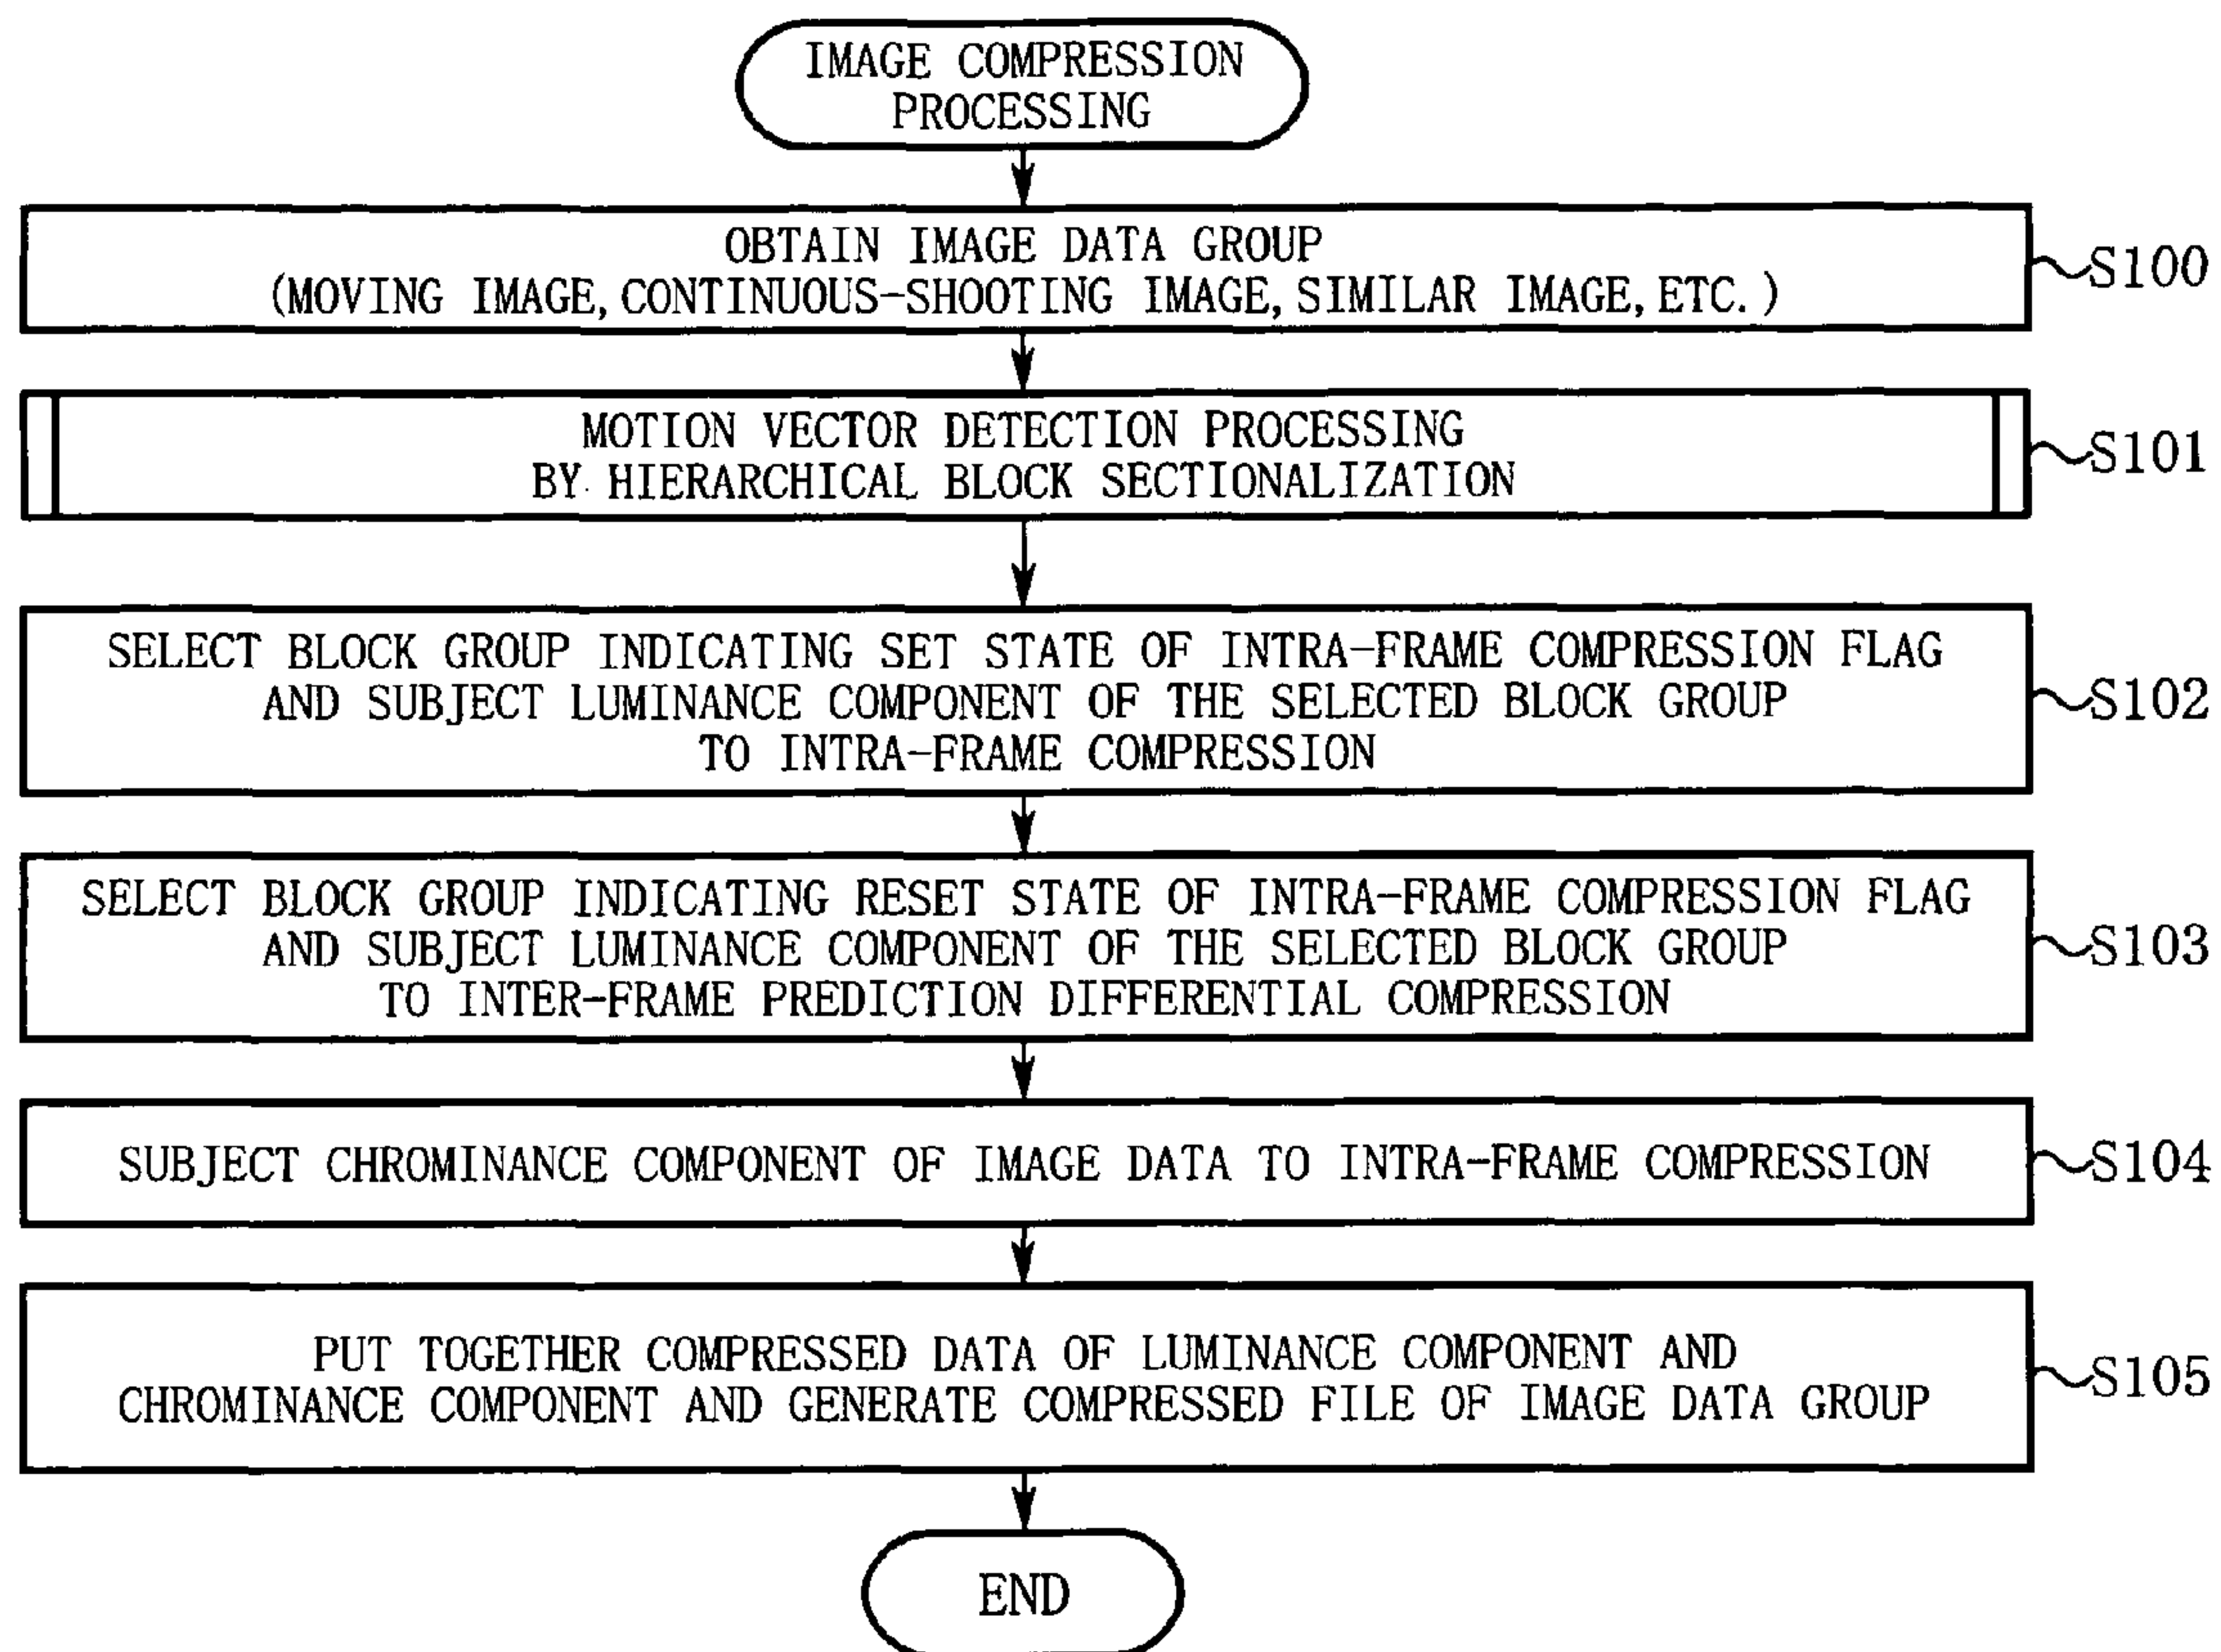 IMAGE COMPRESSION
PROCESSING
OBTAIN IMAGE DATA GROUP
(MOVING IMAGE, CONTINUOUS-SHOOTING IMAGE, SIMILAR IMAGE, ETC.)
S100
MOTION VECTOR DETECTION PROCESSING
BY HIERARCHICAL BLOCK SECTIONALIZATION
S101
SELECT BLOCK GROUP INDICATING SET STATE OF INTRA-FRAME COMPRESSION FLAG
AND SUBJECT LUMINANCE COMPONENT OF THE SELECTED BLOCK GROUP
TO INTRA-FRAME COMPRESSION
S102
SELECT BLOCK GROUP INDICATING RESET STATE OF INTRA-FRAME COMPRESSION FLAG
AND SUBJECT LUMINANCE COMPONENT OF THE SELECTED BLOCK GROUP
TO INTER-FRAME PREDICTION DIFFERENTIAL COMPRESSION
S103
SUBJECT CHROMINANCE COMPONENT OF IMAGE DATA TO INTRA-FRAME COMPRESSION
S104
PUT TOGETHER COMPRESSED DATA OF LUMINANCE COMPONENT AND
CHROMINANCE COMPONENT AND GENERATE COMPRESSED FILE OF IMAGE DATA GROUP
S105
END